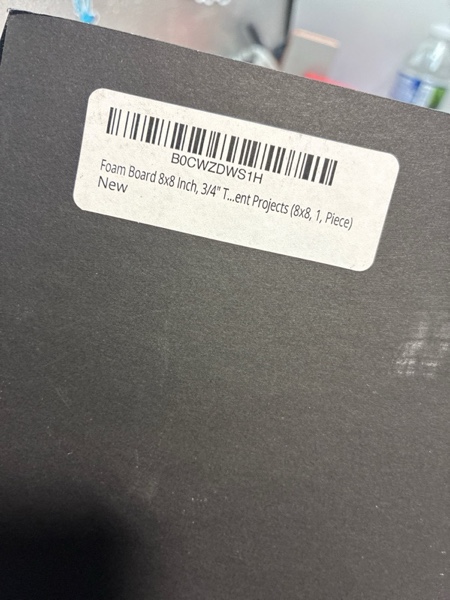 B0CWZDWS1H
Foam Board 8x8 Inch, 3/4" T...ent Projects (8x8, 1, Piece)
New